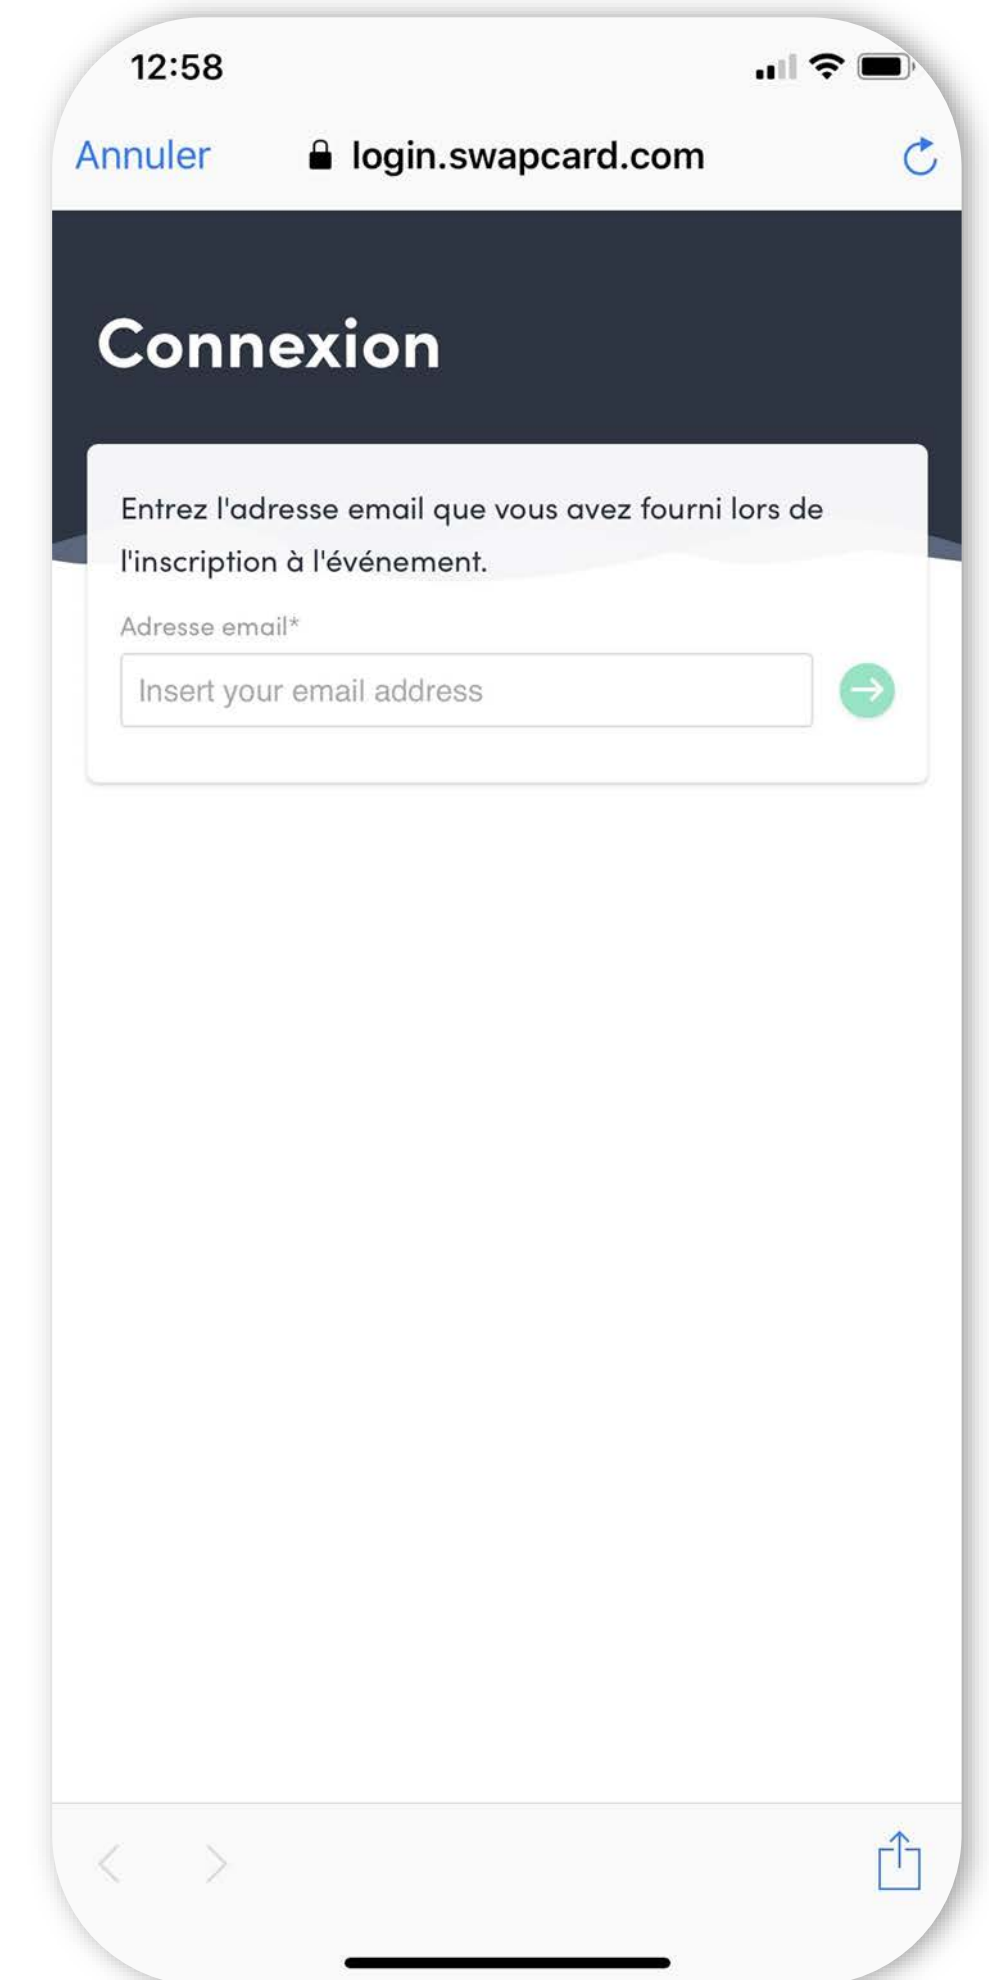 12:58
Annuler login.swapcard.com
Connexion
Entrez l'adresse email que vous avez fourni lors de
l'inscription à l'événement.
Adresse email*
Insert your email address